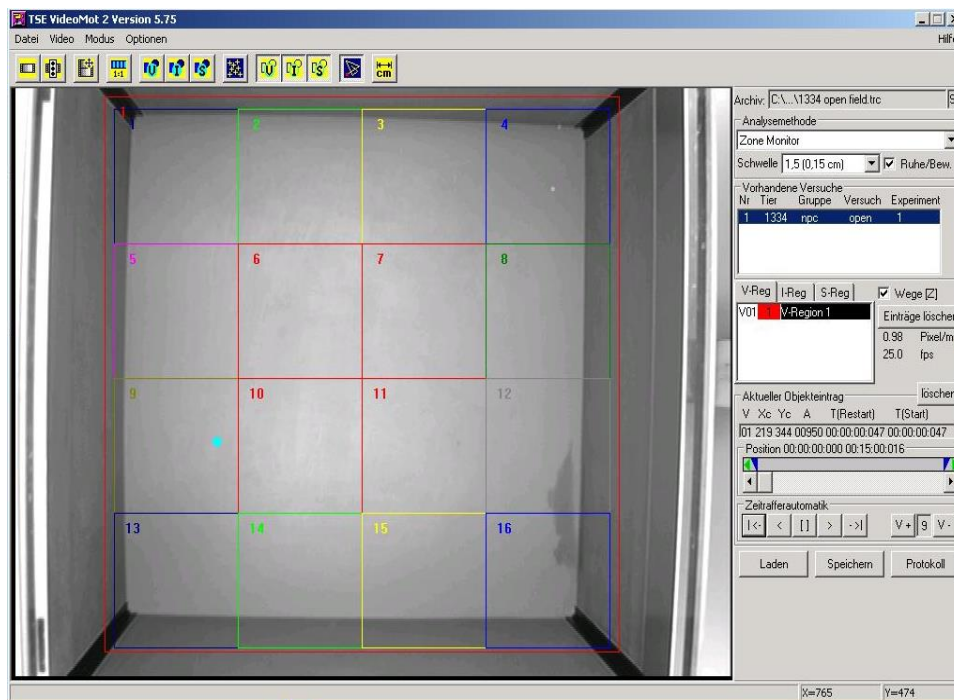 TSE VideoMot 2 Version 5.75
Datei Video Modus Optionen Hilfe
1:1 U I S U I S cm
Archiv: C:\...\1334 open field.trc
Analysemethode
Zone Monitor
Schwelle 1,5 (0,15 cm) Ruhe/Bew.
Vorhandene Versuche
Nr Tier Gruppe Versuch Experiment
1 1334 npc open 1
V-Reg I-Reg S-Reg Wege [Z]
V01 1 V-Region 1
Einträge löschen
0.98 Pixel/m
25.0 fps
löschen
Aktueller Objekteintrag
V Xc Yc A T(Restart) T(Start)
01 219 344 00950 00:00:00:047 00:00:00:047
Position 00:00:00:000 00:15:00:016
Zeitrafferautomatik
|<- < [ ] > ->| V + 9 V -
Laden Speichern Protokoll
1
1 2 3 4
5 6 7 8
9 10 11 12
13 14 15 16
X=765 Y=474